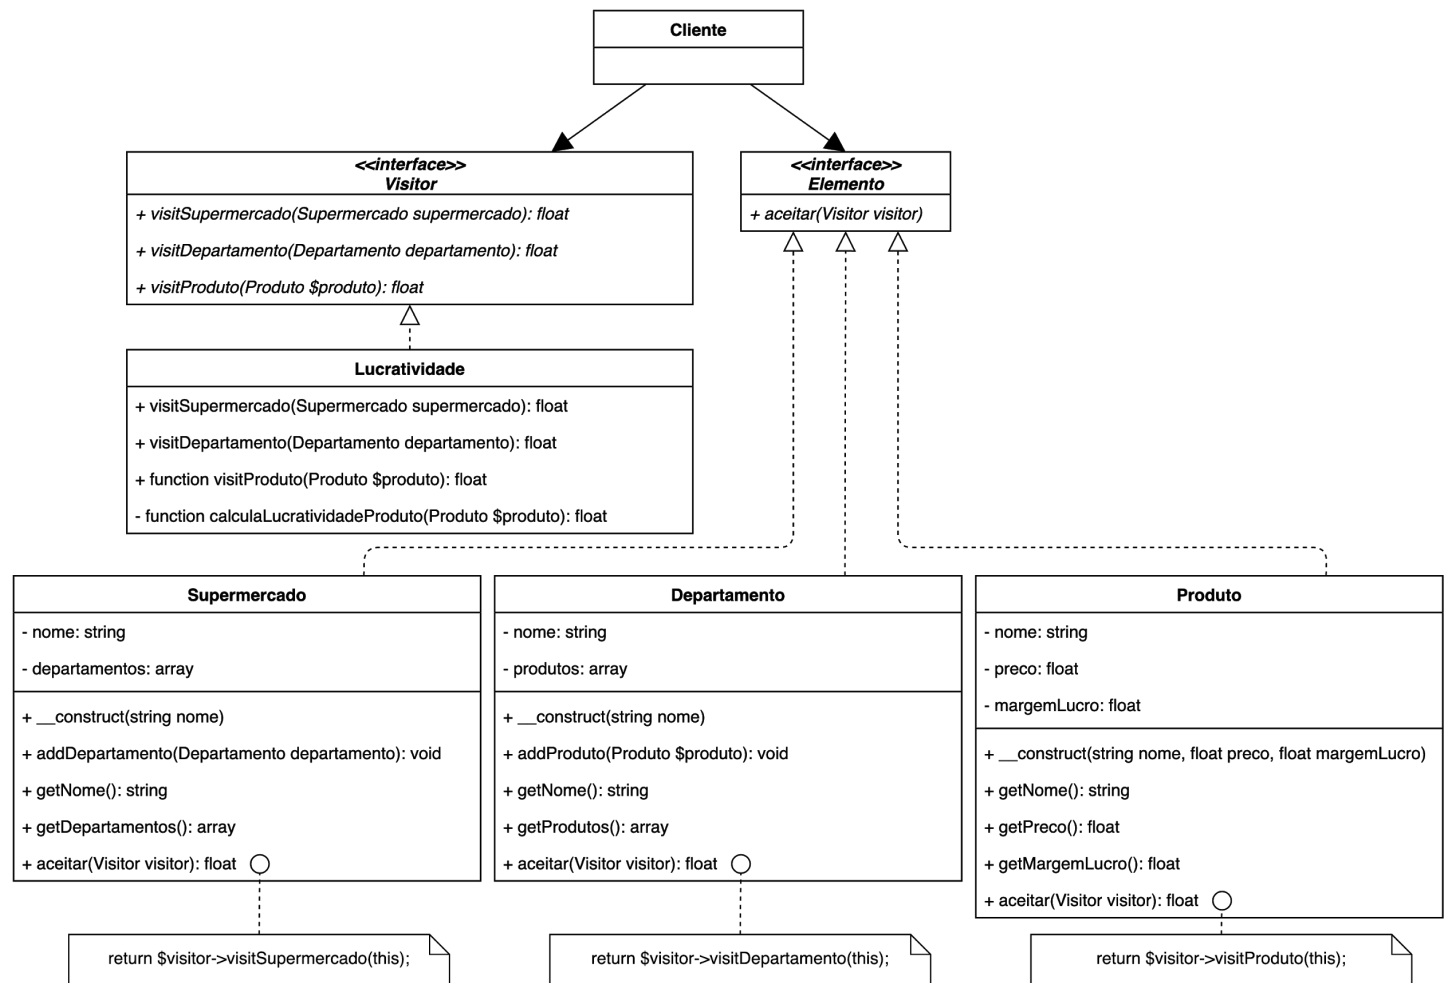 Cliente
<<interface>>
Visitor
+ visitSupermercado(Supermercado supermercado): float
+ visitDepartamento(Departamento departamento): float
+ visitProduto(Produto $produto): float
<<interface>>
Elemento
+ aceitar(Visitor visitor)
Lucratividade
+ visitSupermercado(Supermercado supermercado): float
+ visitDepartamento(Departamento departamento): float
+ function visitProduto(Produto $produto): float
- function calculaLucratividadeProduto(Produto $produto): float
Supermercado
- nome: string
- departamentos: array
+ __construct(string nome)
+ addDepartamento(Departamento departamento): void
+ getNome(): string
+ getDepartamentos(): array
+ aceitar(Visitor visitor): float
return $visitor->visitSupermercado(this);
Departamento
- nome: string
- produtos: array
+ __construct(string nome)
+ addProduto(Produto $produto): void
+ getNome(): string
+ getProdutos(): array
+ aceitar(Visitor visitor): float
return $visitor->visitDepartamento(this);
Produto
- nome: string
- preco: float
- margemLucro: float
+ __construct(string nome, float preco, float margemLucro)
+ getNome(): string
+ getPreco(): float
+ getMargemLucro(): float
+ aceitar(Visitor visitor): float
return $visitor->visitProduto(this);